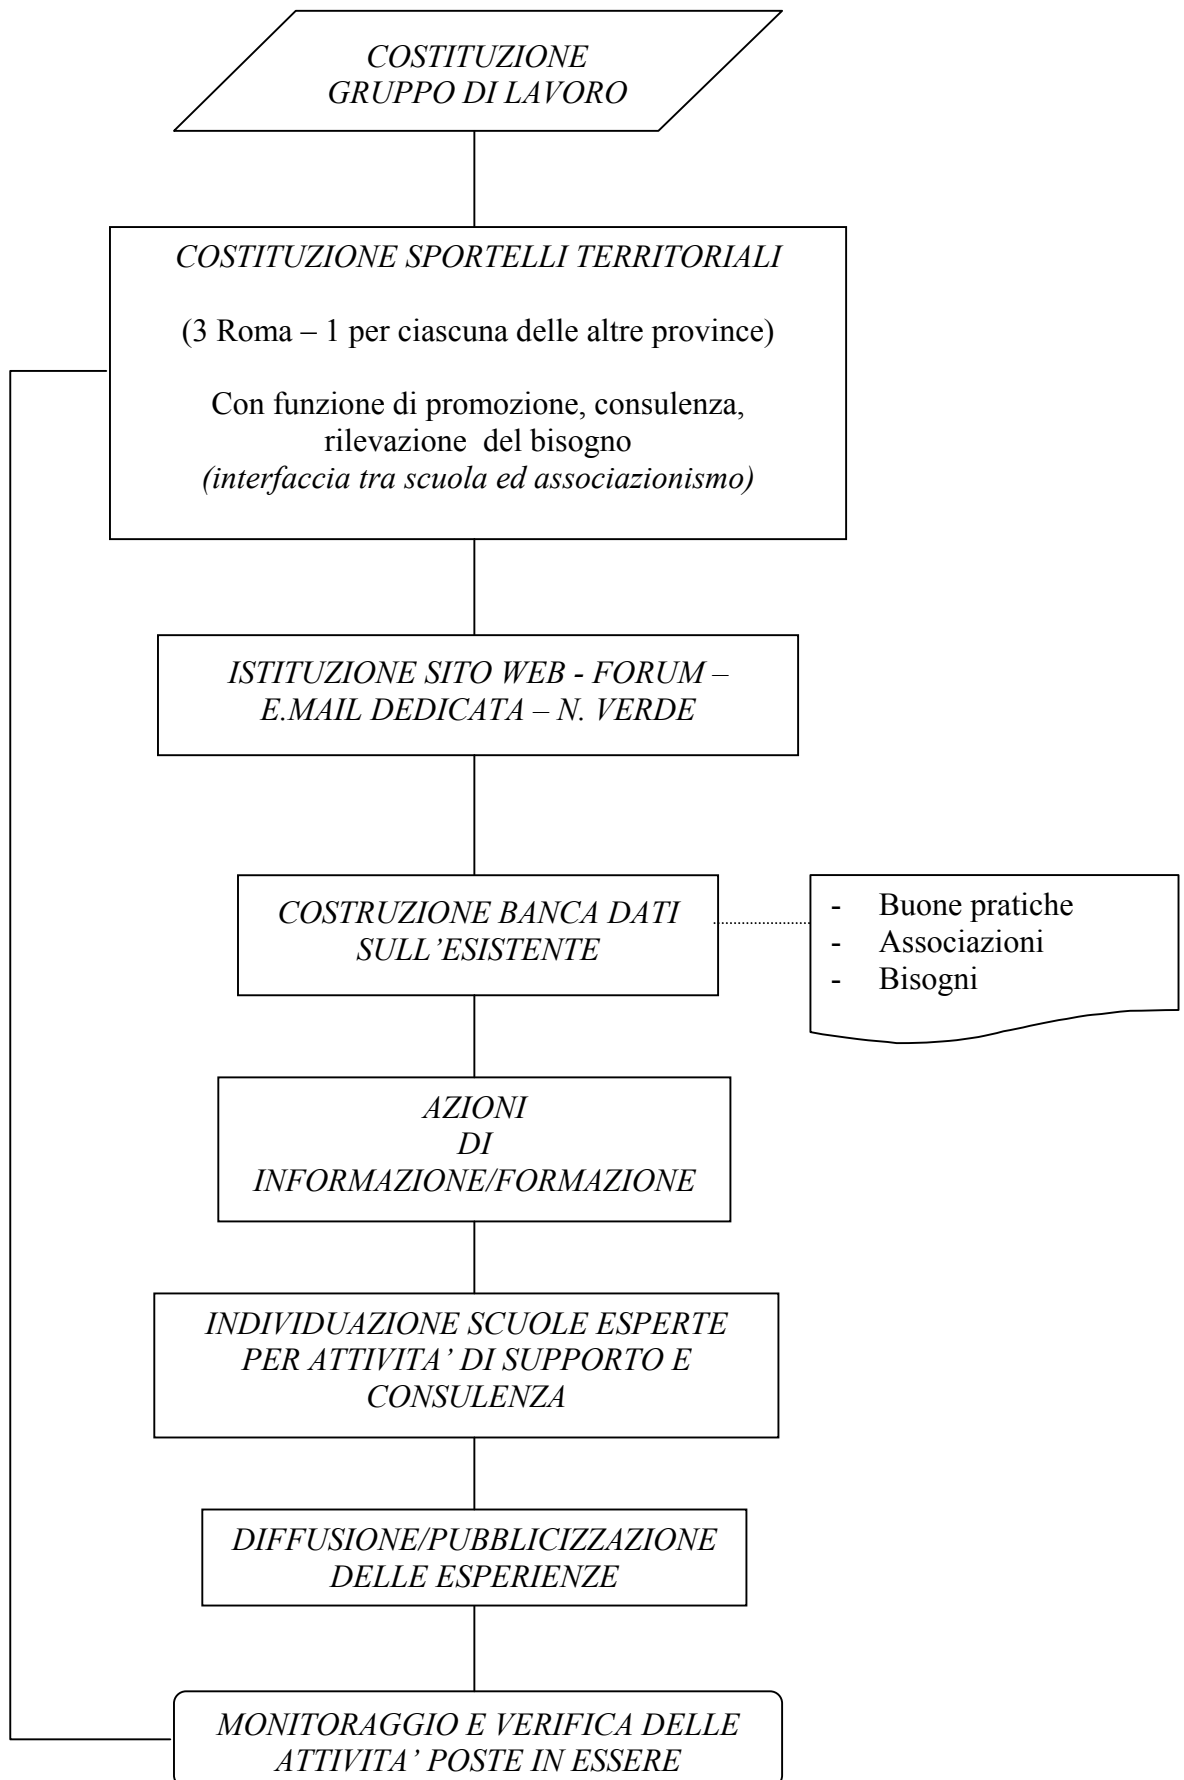 COSTITUZIONE
GRUPPO DI LAVORO
COSTITUZIONE SPORTELLI TERRITORIALI
(3 Roma – 1 per ciascuna delle altre province)
Con funzione di promozione, consulenza,
rilevazione  del bisogno
(interfaccia tra scuola ed associazionismo)
ISTITUZIONE SITO WEB - FORUM –
E.MAIL DEDICATA – N. VERDE
COSTRUZIONE BANCA DATI
SULL’ESISTENTE
- Buone pratiche
- Associazioni
- Bisogni
AZIONI
DI
INFORMAZIONE/FORMAZIONE
INDIVIDUAZIONE SCUOLE ESPERTE
PER ATTIVITA’ DI SUPPORTO E
CONSULENZA
DIFFUSIONE/PUBBLICIZZAZIONE
DELLE ESPERIENZE
MONITORAGGIO E VERIFICA DELLE
ATTIVITA’ POSTE IN ESSERE